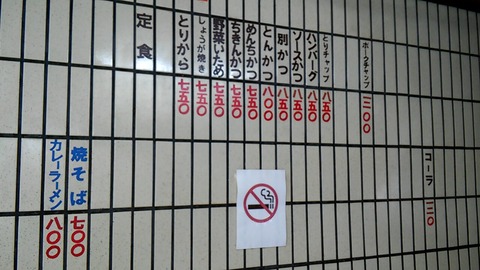 ポークチャップ 一一〇〇
とりチャップ 八五〇
ハンバーグ 八五〇
ソースかつ 八五〇
別かつ 八五〇
とんかつ 八〇〇
めんちかつ 七五〇
ちきんかつ 七五〇
野菜いため 七五〇
しょうが焼き 七五〇
とりから 七五〇
定食
コーラ
焼そば 七〇〇
カレーラーメン 八〇〇